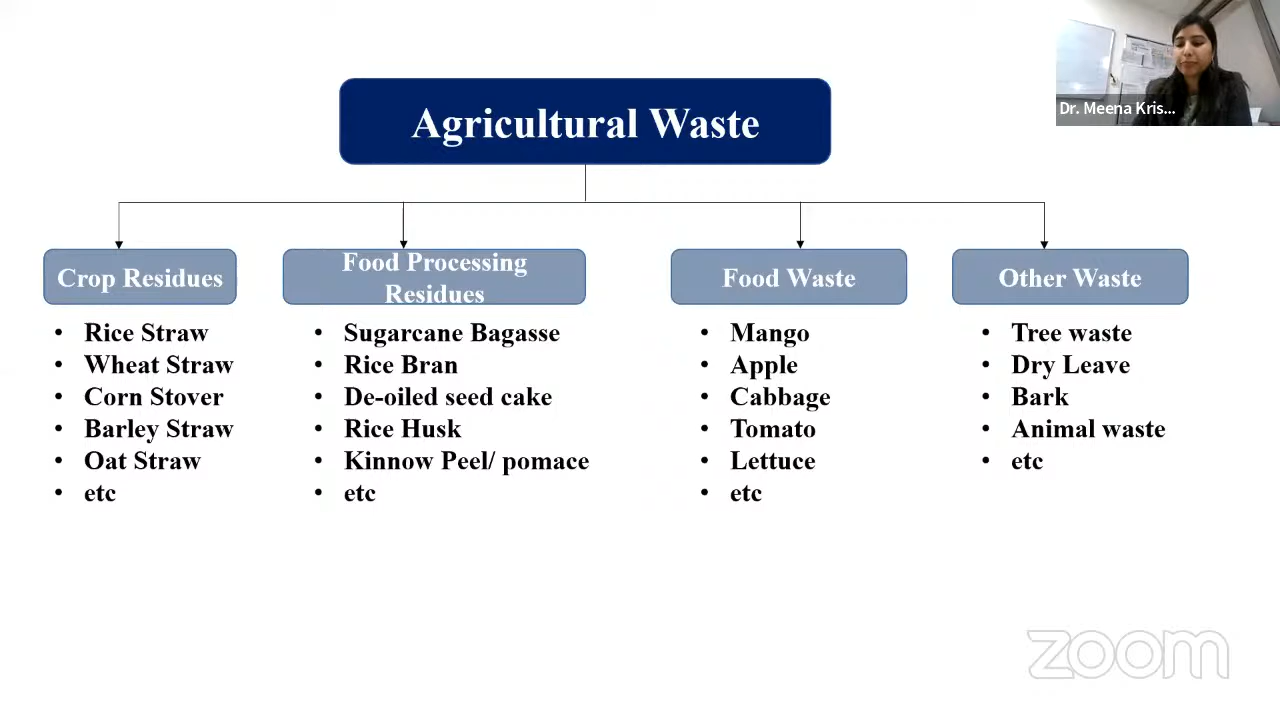 Agricultural Waste
Dr. Meena Kris...
Crop Residues
• Rice Straw
• Wheat Straw
• Corn Stover
• Barley Straw
• Oat Straw
• etc
Food Processing
Residues
• Sugarcane Bagasse
• Rice Bran
• De-oiled seed cake
• Rice Husk
• Kinnow Peel/ pomace
• etc
Food Waste
• Mango
• Apple
• Cabbage
• Tomato
• Lettuce
• etc
Other Waste
• Tree waste
• Dry Leave
• Bark
• Animal waste
• etc
zoom